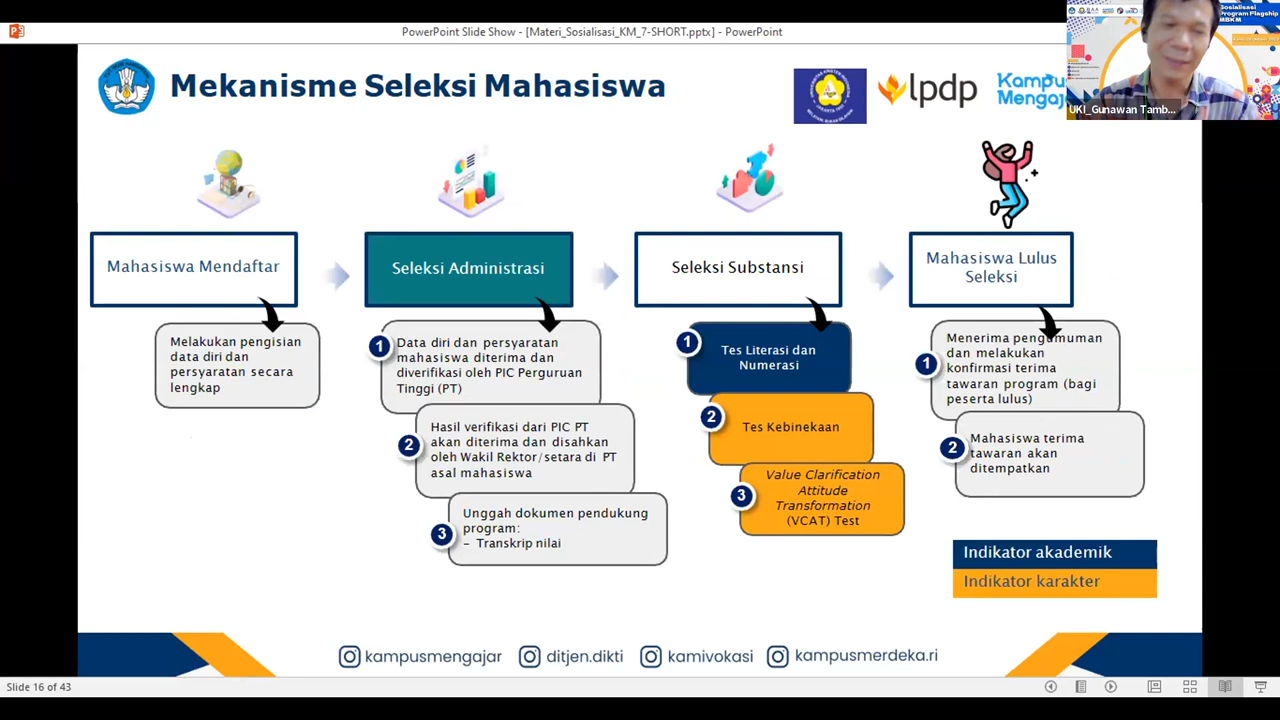 PowerPoint Slide Show - [Materi_Sosialisasi_KM_7-SHORT.pptx] - PowerPoint
Sosialisasi
Program Flagship
MBKM
UKI_Gunawan Tamb...
Mekanisme Seleksi Mahasiswa
lpdp
Kampu
Mengaja
Mahasiswa Mendaftar
Melakukan pengisian
data diri dan
persyaratan secara
lengkap
Seleksi Administrasi
1
Data diri dan persyaratan
mahasiswa diterima dan
diverifikasi oleh PIC Perguruan
Tinggi (PT)
2
Hasil verifikasi dari PIC PT
akan diterima dan disahkan
oleh Wakil Rektor/setara di PT
asal mahasiswa
3
Unggah dokumen pendukung
program:
- Transkrip nilai
Seleksi Substansi
1
Tes Literasi dan
Numerasi
2
Tes Kebinekaan
3
Value Clarification
Attitude
Transformation
(VCAT) Test
Mahasiswa Lulus
Seleksi
1
Menerima pengumuman
dan melakukan
konfirmasi terima
tawaran program (bagi
peserta lulus)
2
Mahasiswa terima
tawaran akan
ditempatkan
Indikator akademik
Indikator karakter
kampusmengajar
ditjen.dikti
kamivokasi
kampusmerdeka.ri
Slide 16 of 43